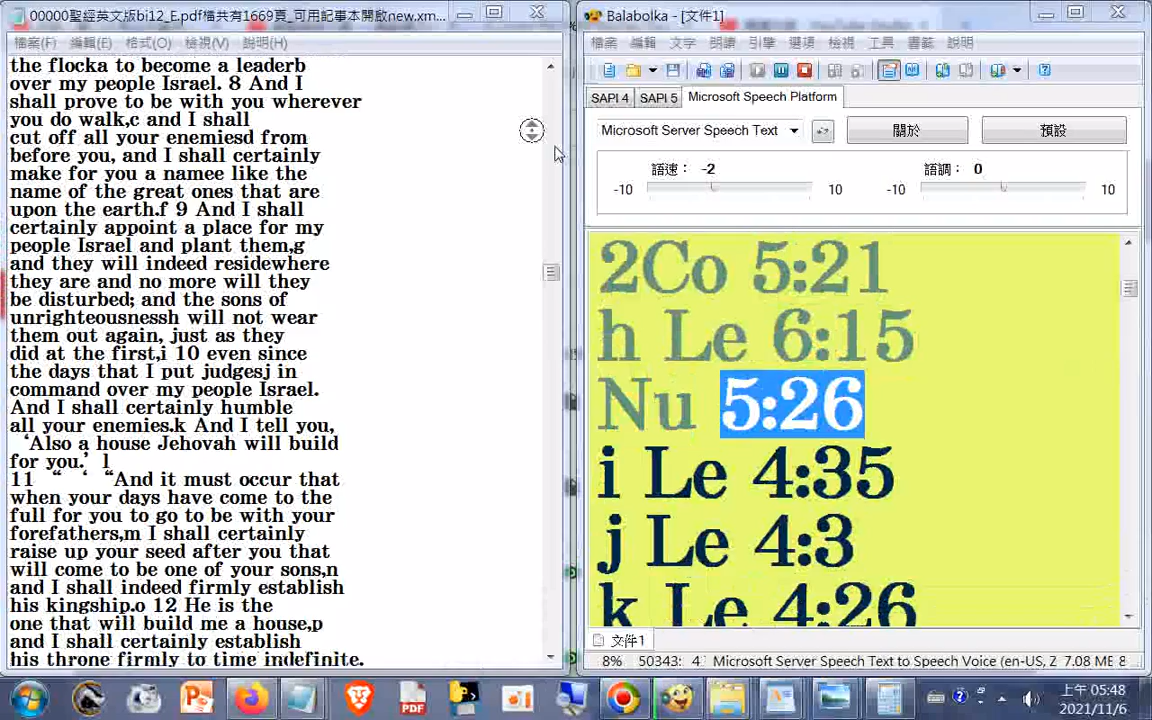 00000聖經英文版bi12_E.pdf檔共有1669頁_可用記事本開啟new.xm...
檔案(F) 編輯(E) 格式(O) 檢視(V) 說明(H)
the flocka to become a leaderb
over my people Israel. 8 And I
shall prove to be with you wherever
you do walk,c and I shall
cut off all your enemiesd from
before you, and I shall certainly
make for you a namee like the
name of the great ones that are
upon the earth.f 9 And I shall
certainly appoint a place for my
people Israel and plant them,g
and they will indeed residewhere
they are and no more will they
be disturbed; and the sons of
unrighteousnessh will not wear
them out again, just as they
did at the first,i 10 even since
the days that I put judgesj in
command over my people Israel.
And I shall certainly humble
all your enemies.k And I tell you,
‘Also a house Jehovah will build
for you.’ l
11 “ ‘ “And it must occur that
when your days have come to the
full for you to go to be with your
forefathers,m I shall certainly
raise up your seed after you that
will come to be one of your sons,n
and I shall indeed firmly establish
his kingship.o 12 He is the
one that will build me a house,p
and I shall certainly establish
his throne firmly to time indefinite.
Balabolka - [文件1]
檔案 編輯 文字 朗讀 引擎 選項 檢視 工具 書籤 說明
SAPI 4 SAPI 5 Microsoft Speech Platform
Microsoft Server Speech Text 關於 預設
語速： -2 語調： 0
-10 10 -10 10
2Co 5:21
h Le 6:15
Nu 5:26
i Le 4:35
j Le 4:3
k Le 4:26
文件1
8% 50343: 4 Microsoft Server Speech Text to Speech Voice (en-US, Z 7.08 MB 8
上午 05:48
2021/11/6